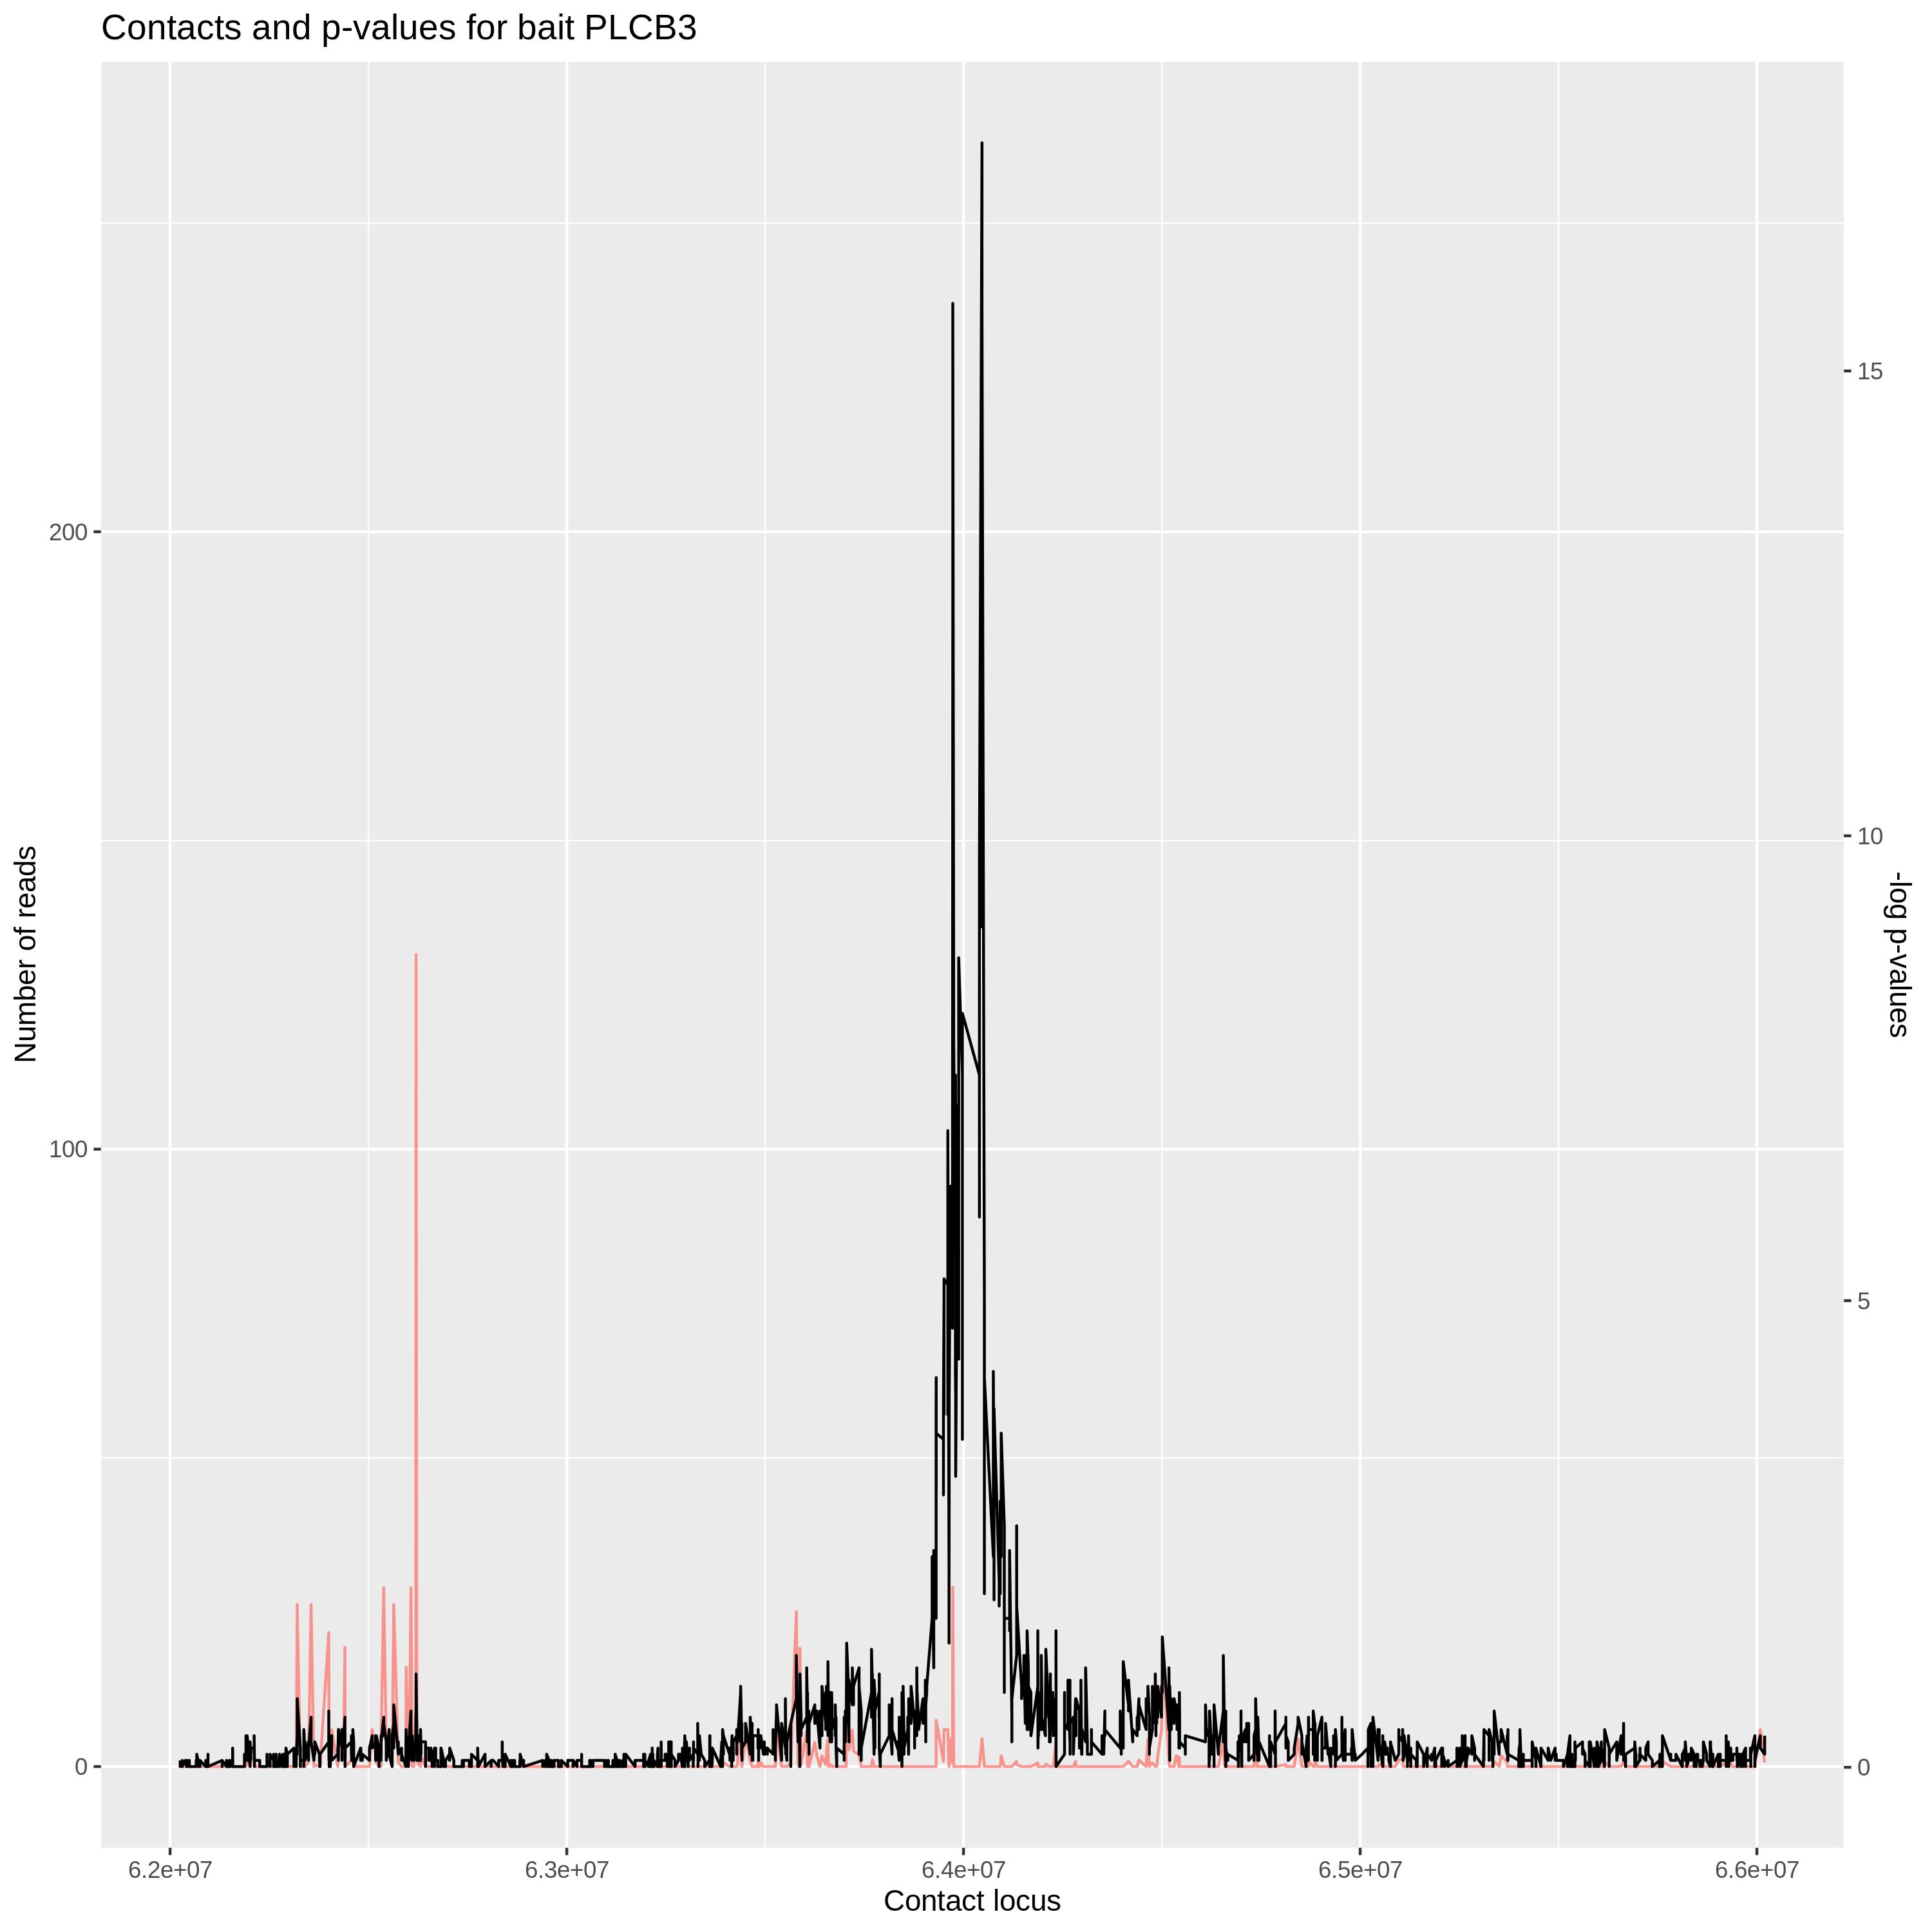 Contacts and p-values for bait PLCB3
Number of reads
200
100
0
15
10
5
0
-log p-values
6.2e+07 6.3e+07 6.4e+07 6.5e+07 6.6e+07
Contact locus